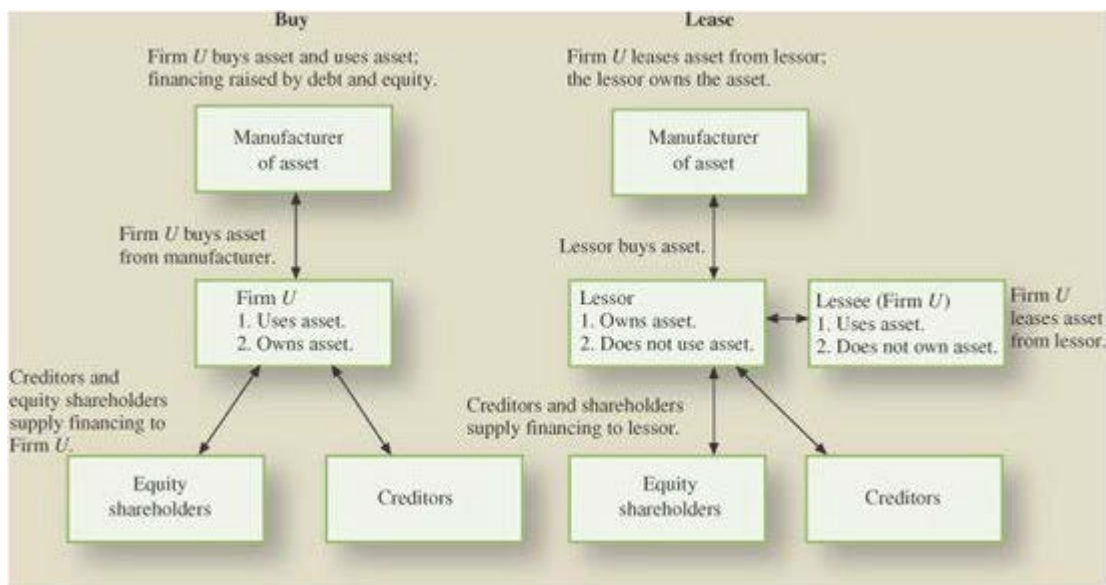 Buy
Firm U buys asset and uses asset;
financing raised by debt and equity.
Manufacturer
of asset
Firm U buys asset
from manufacturer.
Firm U
1. Uses asset.
2. Owns asset.
Creditors and
equity shareholders
supply financing to
Firm U.
Equity
shareholders
Creditors
Lease
Firm U leases asset from lessor;
the lessor owns the asset.
Manufacturer
of asset
Lessor buys asset.
Lessor
1. Owns asset.
2. Does not use asset.
Lessee (Firm U)
1. Uses asset.
2. Does not own asset.
Firm U
leases asset
from lessor.
Creditors and shareholders
supply financing to lessor.
Equity
shareholders
Creditors